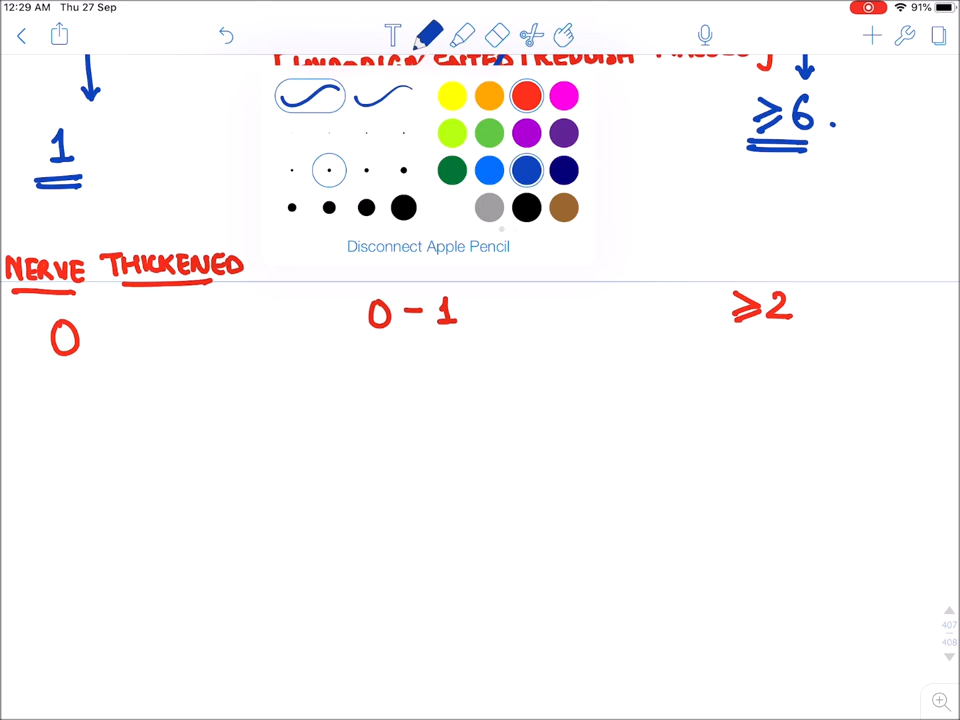 12:29 AM Thu 27 Sep
91%
T
1
≥6.
Disconnect Apple Pencil
NERVE THICKENED
0
0 - 1
≥2
407
408